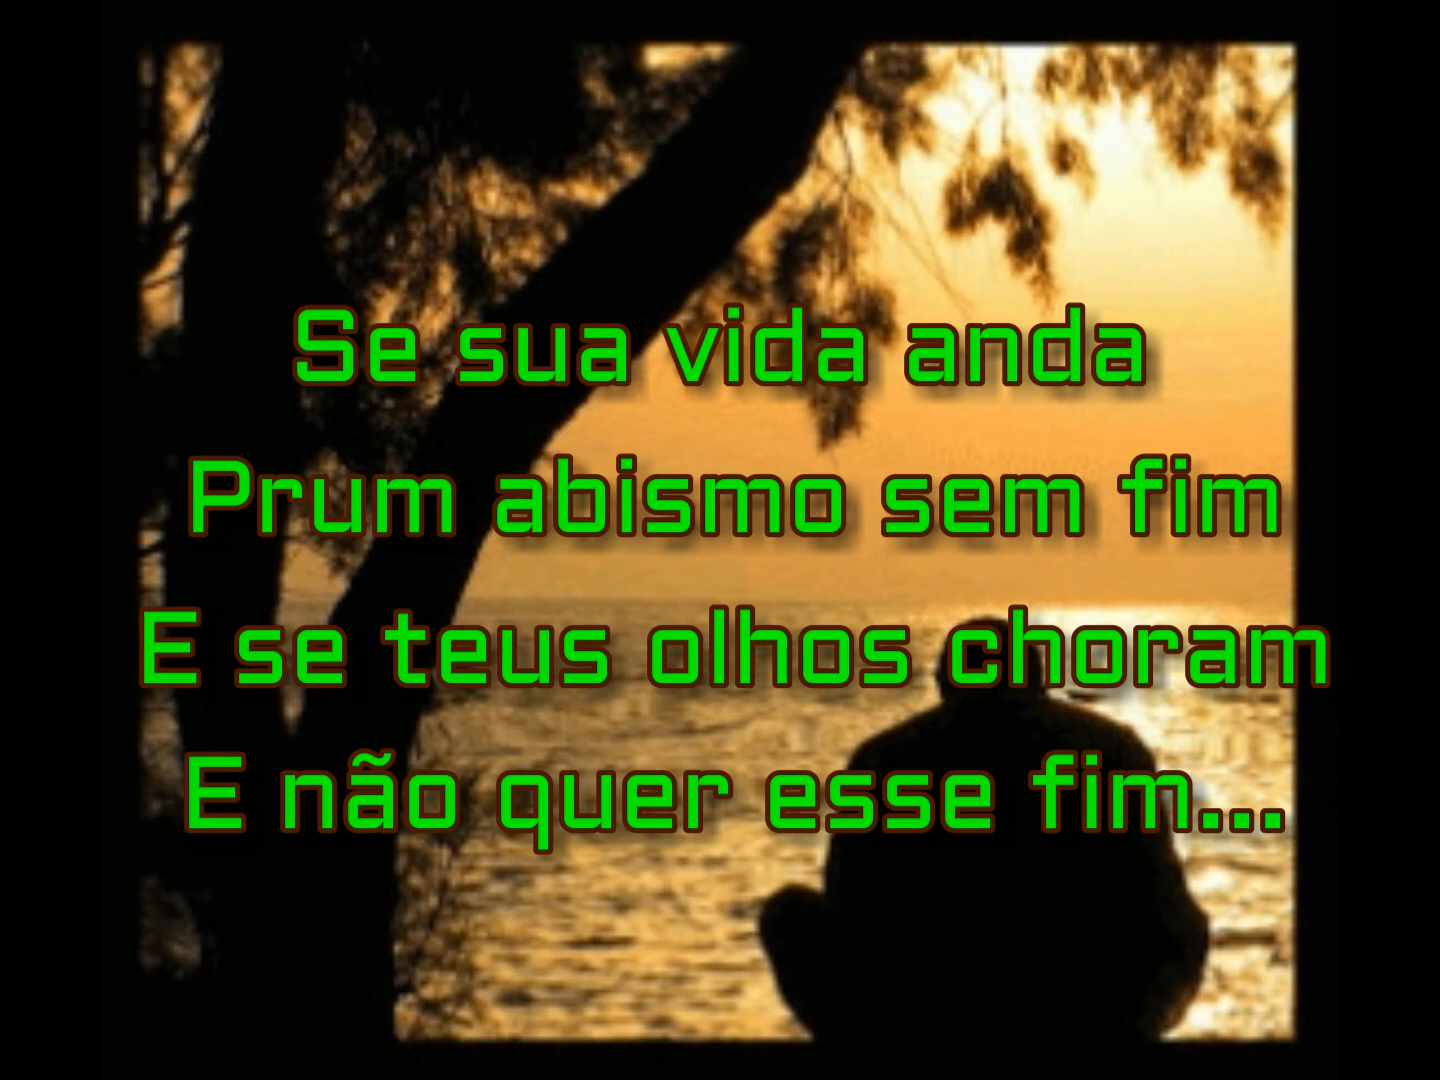 Se sua vida anda
Prum abismo sem fim
E se teus olhos choram
E não quer esse fim...